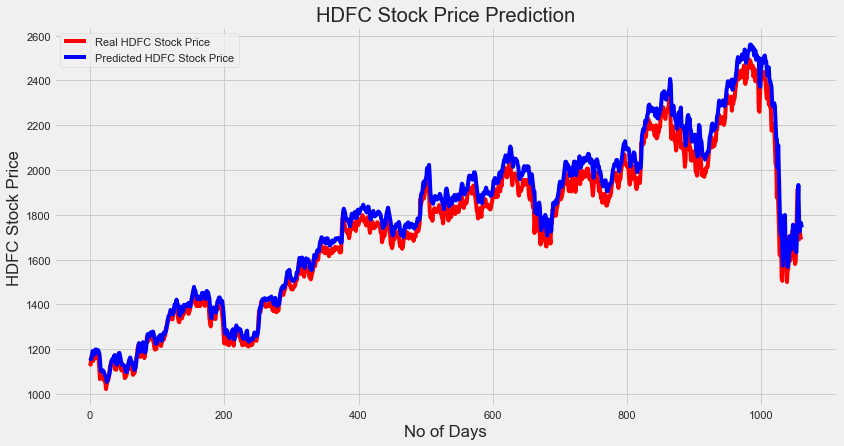 HDFC Stock Price Prediction
Real HDFC Stock Price
Predicted HDFC Stock Price
HDFC Stock Price
2600
2400
2200
2000
1800
1600
1400
1200
1000
0 200 400 600 800 1000
No of Days